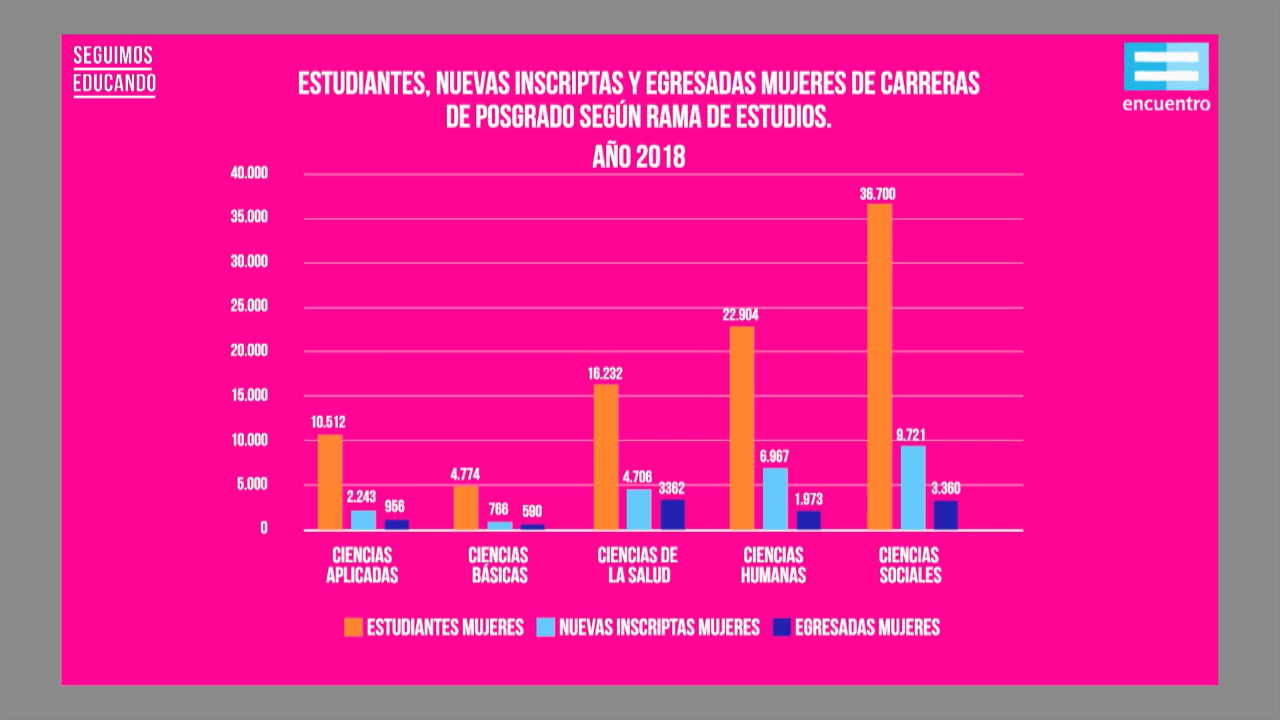 SEGUIMOS
EDUCANDO
encuentro
ESTUDIANTES, NUEVAS INSCRIPTAS Y EGRESADAS MUJERES DE CARRERAS
DE POSGRADO SEGÚN RAMA DE ESTUDIOS.
AÑO 2018
40.000
35.000
30.000
25.000
20.000
15.000
10.000
5.000
0
10.512
2.243
956
4.774
766
590
16.232
4.706
3362
22.904
6.967
1.973
36.700
9.721
3.360
CIENCIAS
APLICADAS
CIENCIAS
BÁSICAS
CIENCIAS DE
LA SALUD
CIENCIAS
HUMANAS
CIENCIAS
SOCIALES
ESTUDIANTES MUJERES
NUEVAS INSCRIPTAS MUJERES
EGRESADAS MUJERES